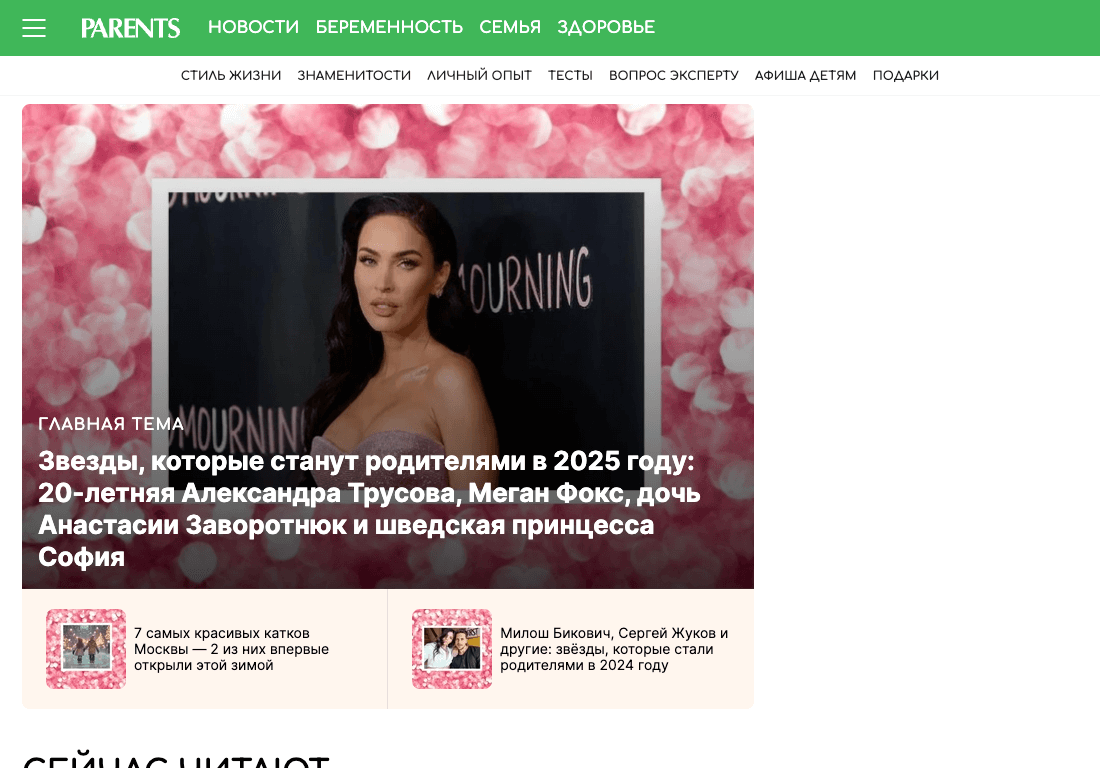 PARENTS
НОВОСТИ БЕРЕМЕННОСТЬ СЕМЬЯ ЗДОРОВЬЕ
СТИЛЬ ЖИЗНИ ЗНАМЕНИТОСТИ ЛИЧНЫЙ ОПЫТ ТЕСТЫ ВОПРОС ЭКСПЕРТУ АФИША ДЕТЯМ ПОДАРКИ
MOURNING
MOURNING
MOURNING
ГЛАВНАЯ ТЕМА
Звезды, которые станут родителями в 2025 году:
20-летняя Александра Трусова, Меган Фокс, дочь
Анастасии Заворотнюк и шведская принцесса
София
7 самых красивых катков
Москвы — 2 из них впервые
открыли этой зимой
Милош Бикович, Сергей Жуков и
другие: звёзды, которые стали
родителями в 2024 году
СЕЙЧАС ЧИТАЮТ